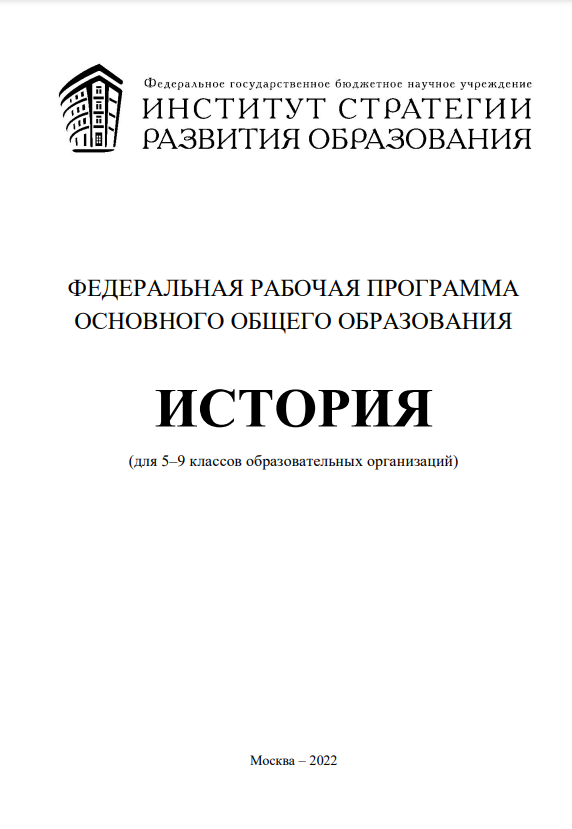 Федеральное государственное бюджетное научное учреждение
ИНСТИТУТ СТРАТЕГИИ
РАЗВИТИЯ ОБРАЗОВАНИЯ
ФЕДЕРАЛЬНАЯ РАБОЧАЯ ПРОГРАММА
ОСНОВНОГО ОБЩЕГО ОБРАЗОВАНИЯ
ИСТОРИЯ
(для 5–9 классов образовательных организаций)
Москва – 2022